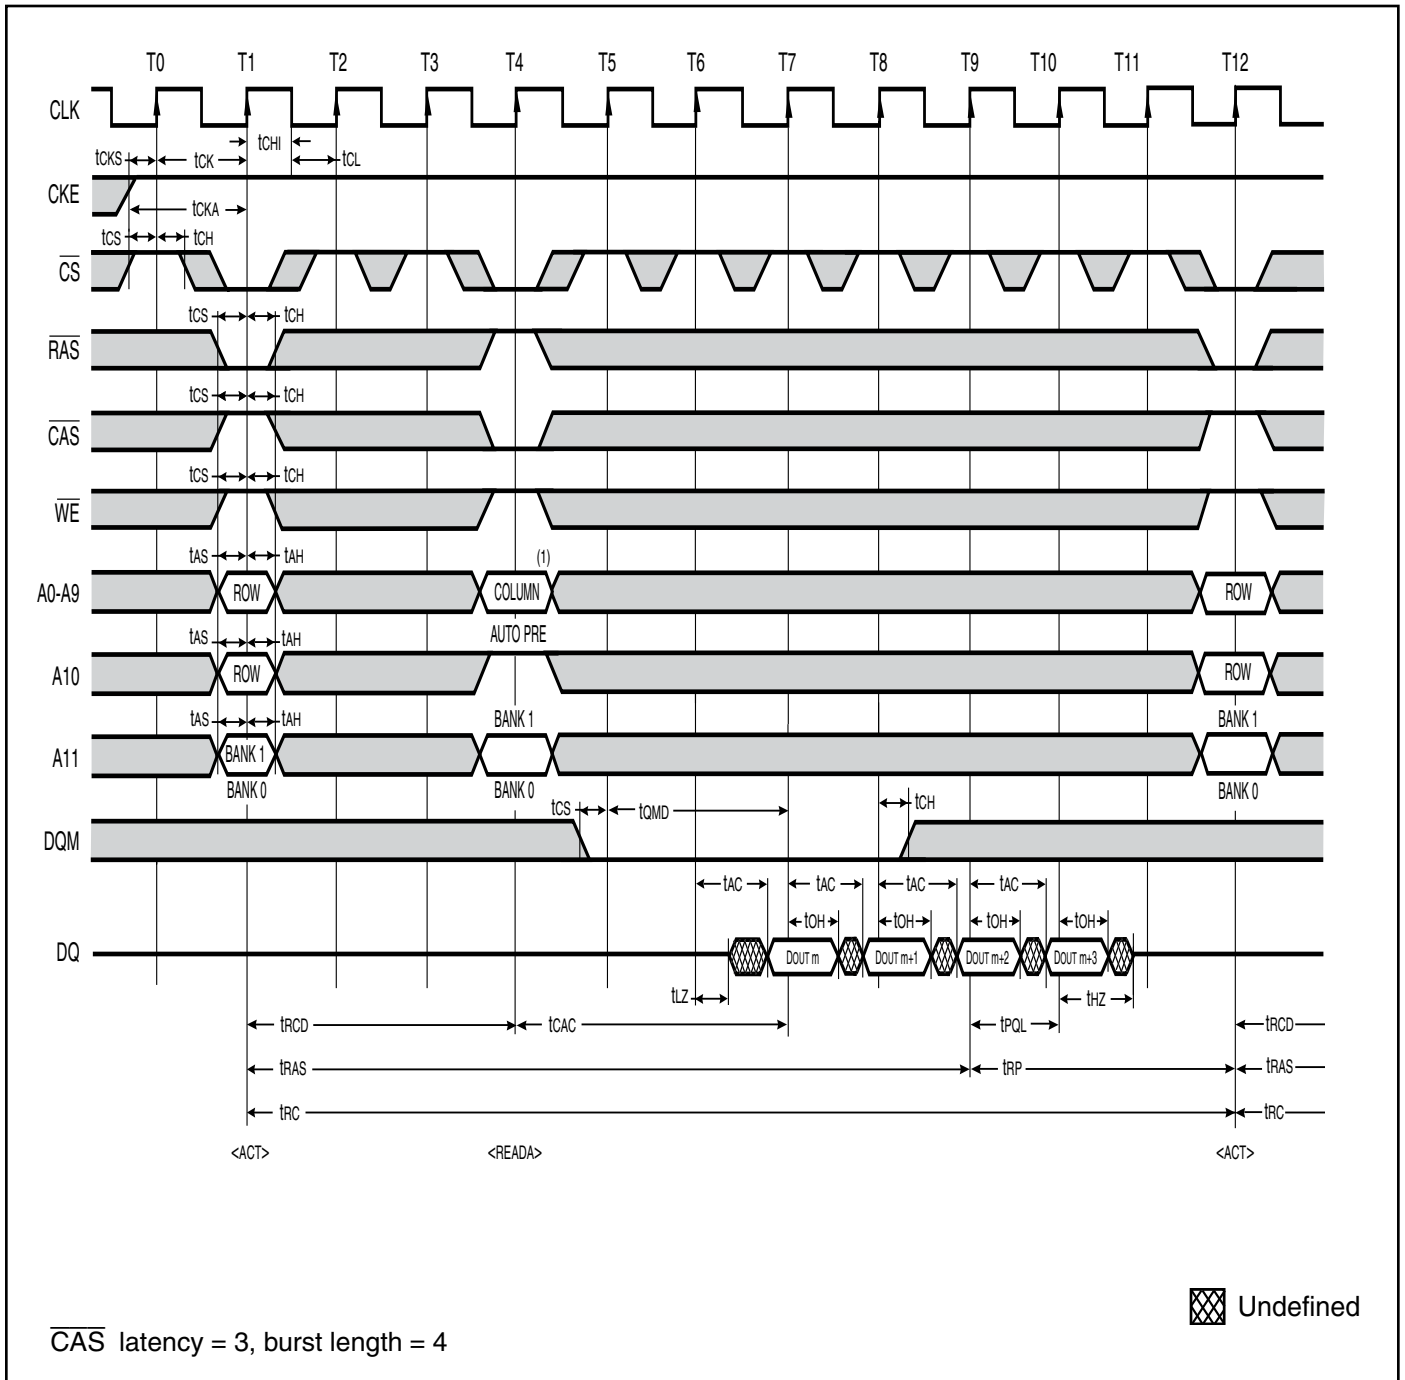 T0 T1 T2 T3 T4 T5 T6 T7 T8 T9 T10 T11 T12
CLK
tCHI
tCKS tCK tCL
CKE
tCKA
tCS tCH
CS
tCS tCH
RAS
tCS tCH
CAS
tCS tCH
WE
tAS tAH (1)
A0-A9 ROW COLUMN ROW
tAS tAH AUTO PRE
A10 ROW ROW
tAS tAH BANK 1 BANK 1
A11 BANK 1
BANK 0 BANK 0 BANK 0
tCS tQMD tCH
DQM
tAC tAC tAC tAC
tOH tOH tOH tOH
DQ DOUT m DOUT m+1 DOUT m+2 DOUT m+3
tLZ tHZ
tRCD tCAC tPQL tRCD
tRAS tRP tRAS
tRC tRC
<ACT> <READA> <ACT>
Undefined
CAS latency = 3, burst length = 4